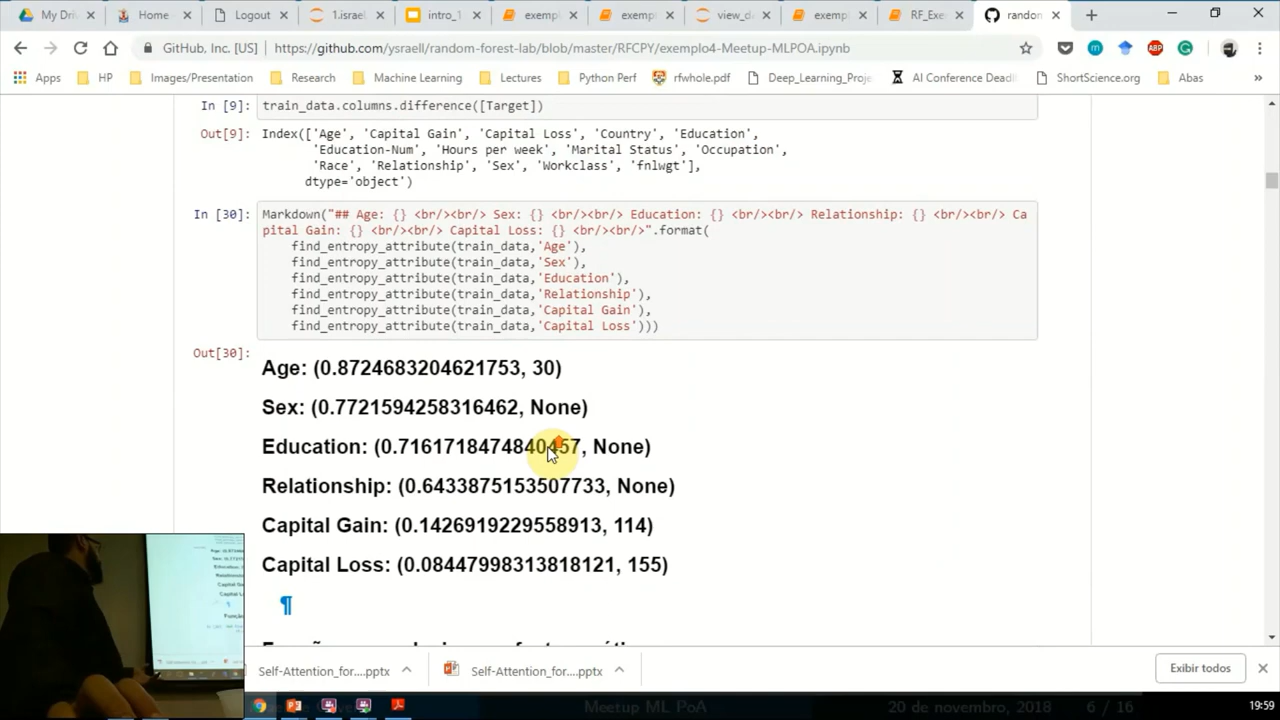 My Driv
Home
Logout
1.israel
intro_1
exempl
exempl
view_d
exempl
RF_Exe
random
GitHub, Inc. [US] | https://github.com/ysraell/random-forest-lab/blob/master/RFCPY/exemplo4-Meetup-MLPOA.ipynb
Apps HP Images/Presentation Research Machine Learning Lectures Python Perf rfwhole.pdf Deep_Learning_Proje AI Conference Deadli ShortScience.org Abas »
In [9]: train_data.columns.difference([Target])
Out[9]: Index(['Age', 'Capital Gain', 'Capital Loss', 'Country', 'Education',
'Education-Num', 'Hours per week', 'Marital Status', 'Occupation',
'Race', 'Relationship', 'Sex', 'Workclass', 'fnlwgt'],
dtype='object')
In [30]: Markdown("## Age: {} <br/><br/> Sex: {} <br/><br/> Education: {} <br/><br/> Relationship: {} <br/><br/> Ca
pital Gain: {} <br/><br/> Capital Loss: {} <br/><br/>".format(
find_entropy_attribute(train_data,'Age'),
find_entropy_attribute(train_data,'Sex'),
find_entropy_attribute(train_data,'Education'),
find_entropy_attribute(train_data,'Relationship'),
find_entropy_attribute(train_data,'Capital Gain'),
find_entropy_attribute(train_data,'Capital Loss')))
Out[30]:
Age: (0.8724683204621753, 30)
Sex: (0.7721594258316462, None)
Education: (0.7161718474840457, None)
Relationship: (0.6433875153507733, None)
Capital Gain: (0.1426919229558913, 114)
Capital Loss: (0.08447998313818121, 155)
¶
Self-Attention_for....pptx
Self-Attention_for....pptx
Exibir todos
Meetup ML PoA
20 de novembro, 2018
6 / 16
19:59